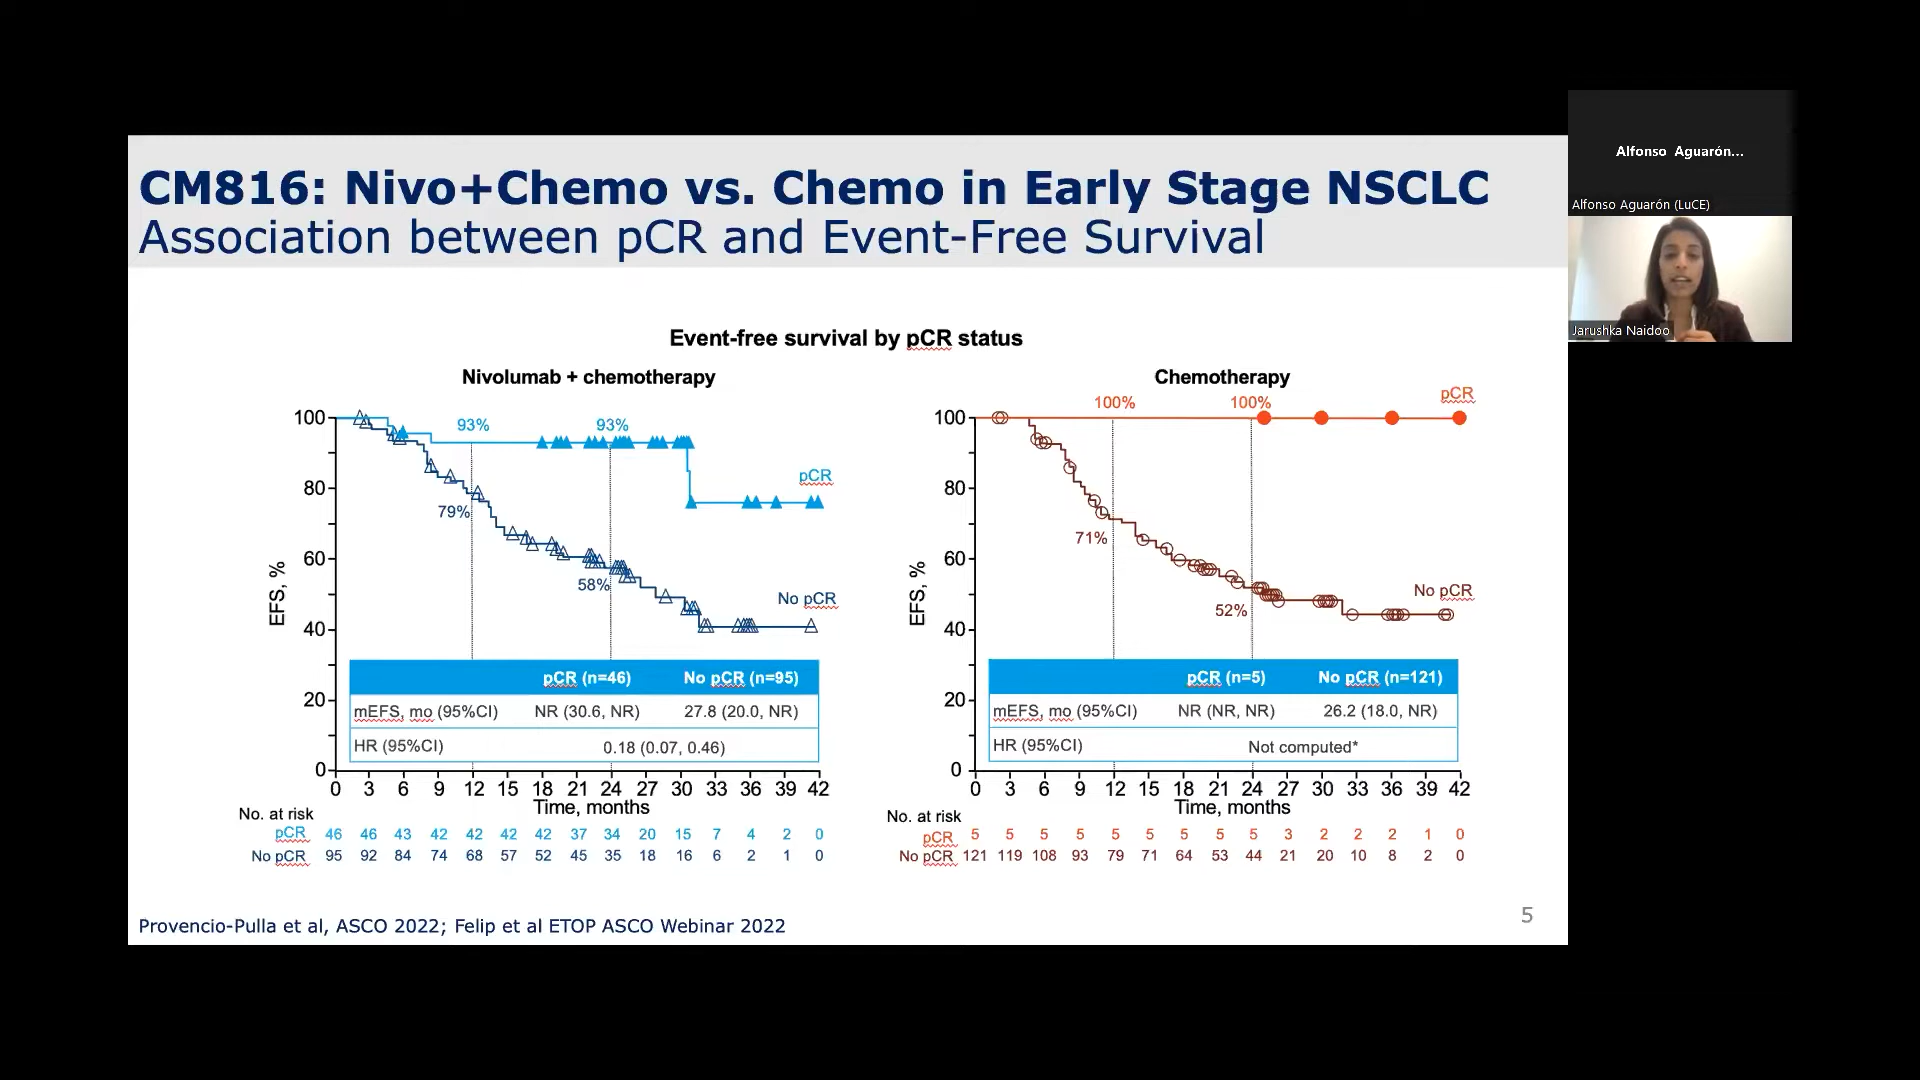 CM816: Nivo+Chemo vs. Chemo in Early Stage NSCLC
Association between pCR and Event-Free Survival
Event-free survival by pCR status
Nivolumab + chemotherapy
100
80
60
40
20
0
EFS, %
93%
93%
pCR
79%
58%
No pCR
pCR (n=46) No pCR (n=95)
mEFS, mo (95%CI) NR (30.6, NR) 27.8 (20.0, NR)
HR (95%CI) 0.18 (0.07, 0.46)
0 3 6 9 12 15 18 21 24 27 30 33 36 39 42
Time, months
No. at risk
pCR 46 46 43 42 42 42 42 37 34 20 15 7 4 2 0
No pCR 95 92 84 74 68 57 52 45 35 18 16 6 2 1 0
Chemotherapy
100
80
60
40
20
0
EFS, %
100%
100%
pCR
71%
52%
No pCR
pCR (n=5) No pCR (n=121)
mEFS, mo (95%CI) NR (NR, NR) 26.2 (18.0, NR)
HR (95%CI) Not computed*
0 3 6 9 12 15 18 21 24 27 30 33 36 39 42
Time, months
No. at risk
pCR 5 5 5 5 5 5 5 5 5 3 2 2 2 1 0
No pCR 121 119 108 93 79 71 64 53 44 21 20 10 8 2 0
Provencio-Pulla et al, ASCO 2022; Felip et al ETOP ASCO Webinar 2022
5
Alfonso Aguarón...
Alfonso Aguarón (LuCE)
Jarushka Naidoo